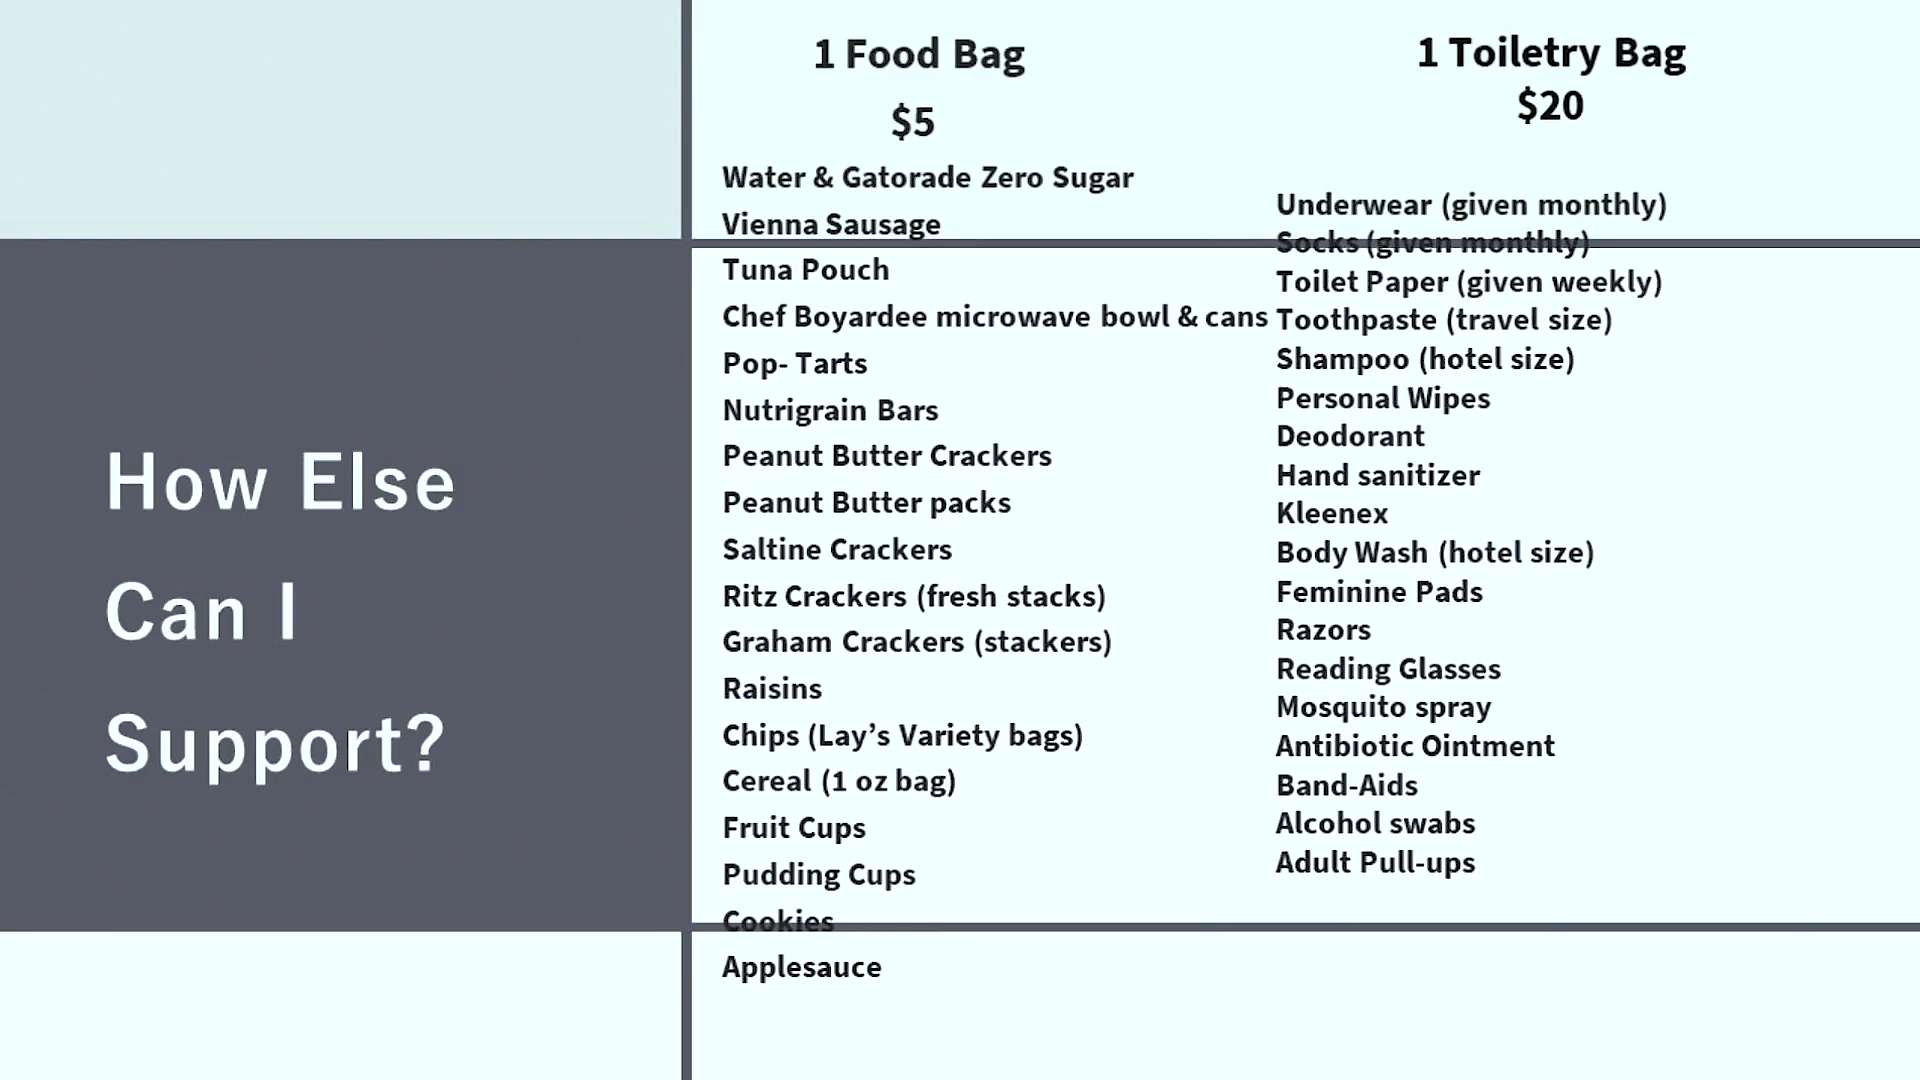 How Else
Can I
Support?
1 Food Bag
$5
Water & Gatorade Zero Sugar
Vienna Sausage
Tuna Pouch
Chef Boyardee microwave bowl & cans
Pop- Tarts
Nutrigrain Bars
Peanut Butter Crackers
Peanut Butter packs
Saltine Crackers
Ritz Crackers (fresh stacks)
Graham Crackers (stackers)
Raisins
Chips (Lay’s Variety bags)
Cereal (1 oz bag)
Fruit Cups
Pudding Cups
Cookies
Applesauce
1 Toiletry Bag
$20
Underwear (given monthly)
Socks (given monthly)
Toilet Paper (given weekly)
Toothpaste (travel size)
Shampoo (hotel size)
Personal Wipes
Deodorant
Hand sanitizer
Kleenex
Body Wash (hotel size)
Feminine Pads
Razors
Reading Glasses
Mosquito spray
Antibiotic Ointment
Band-Aids
Alcohol swabs
Adult Pull-ups